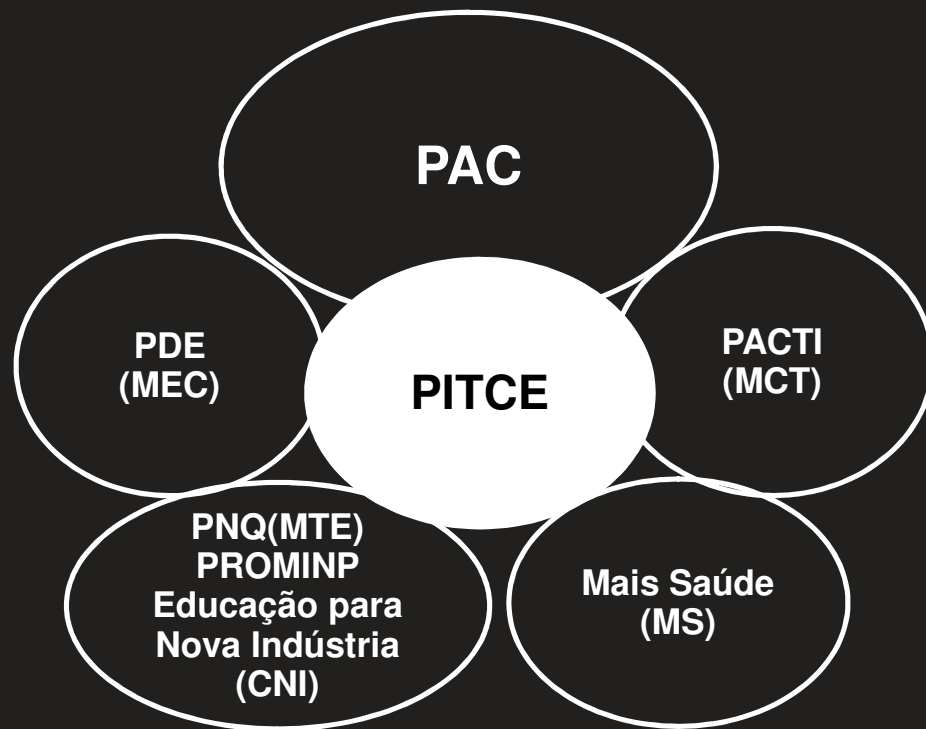 PAC
PDE
(MEC)
PITCE
PACTI
(MCT)
PNQ(MTE)
PROMINP
Educação para
Nova Indústria
(CNI)
Mais Saúde
(MS)